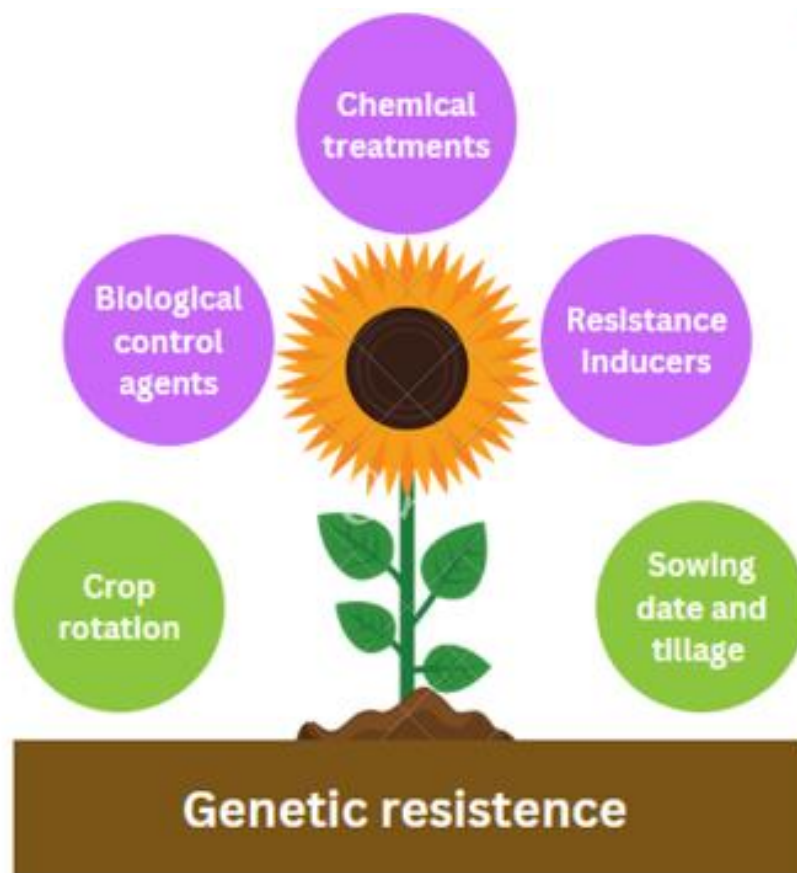 Chemical
treatments
Biological
control
agents
Resistance
Inducers
Crop
rotation
Sowing
date and
tillage
Genetic resistence